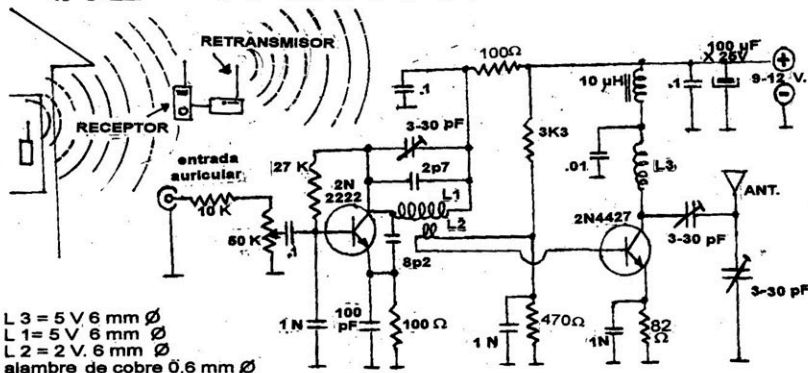 RETRANSMISOR
RECEPTOR
entrada
auricular
10 K
50 K
.1
27 K
2N
2222
3-30 pF
2p7
L1
L2
8p2
.1
100Ω
1 N
100
pF
100 Ω
3K3
1 N
470Ω
10 µH
.01
L3
2N4427
1N
82
Ω
.1
100 µF
X 25V
9-12 V.
ANT.
3-30 pF
3-30 pF
L 3 = 5 V 6 mm Ø
L 1= 5 V 6 mm Ø
L 2 = 2 V. 6 mm Ø
alambre de cobre 0.6 mm Ø